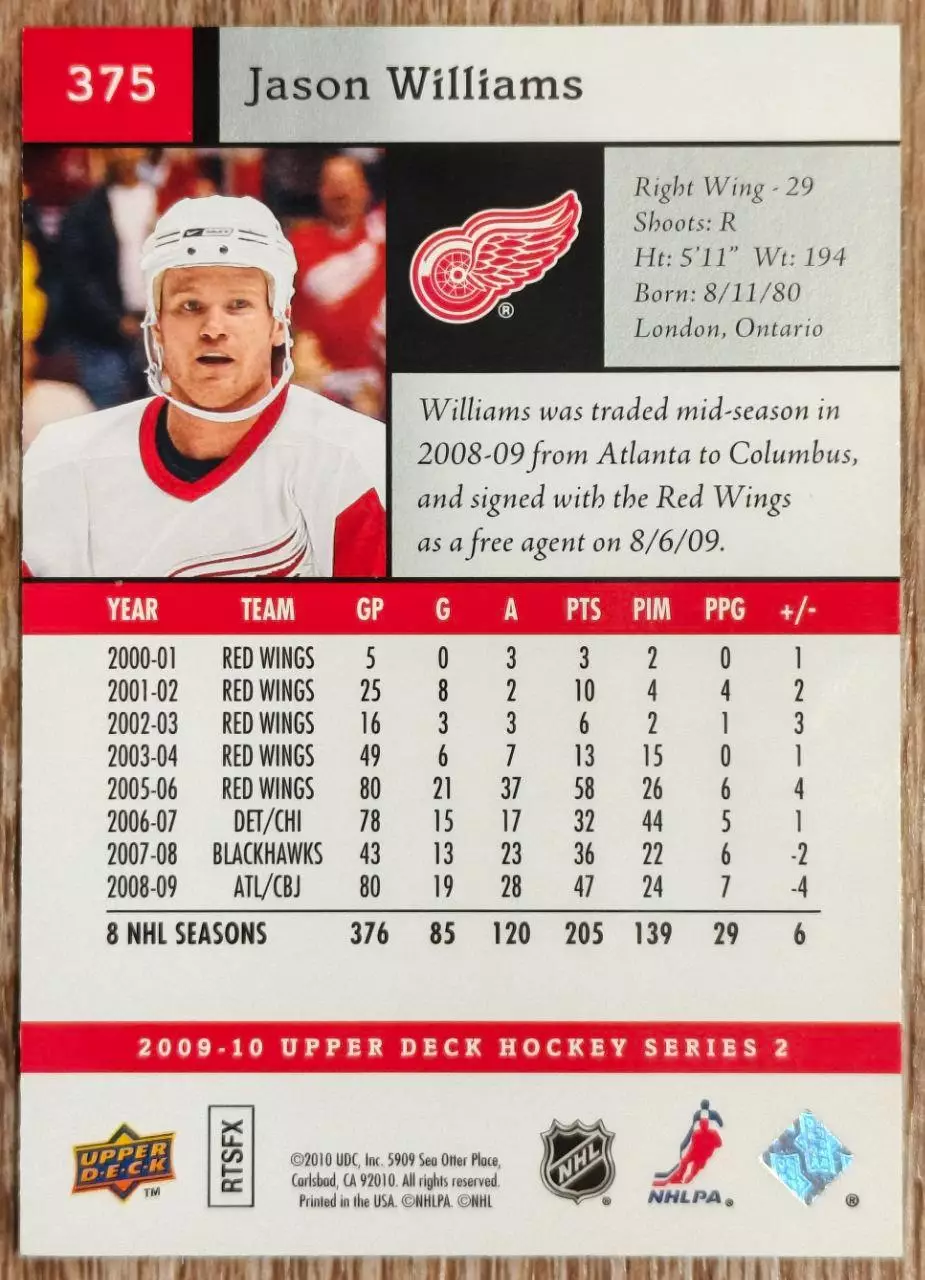 375 Jason Williams
Right Wing - 29
Shoots: R
Ht: 5'11" Wt: 194
Born: 8/11/80
London, Ontario
®
Williams was traded mid-season in
2008-09 from Atlanta to Columbus,
and signed with the Red Wings
as a free agent on 8/6/09.
YEAR TEAM GP G A PTS PIM PPG +/-
2000-01 RED WINGS 5 0 3 3 2 0 1
2001-02 RED WINGS 25 8 2 10 4 4 2
2002-03 RED WINGS 16 3 3 6 2 1 3
2003-04 RED WINGS 49 6 7 13 15 0 1
2005-06 RED WINGS 80 21 37 58 26 6 4
2006-07 DET/CHI 78 15 17 32 44 5 1
2007-08 BLACKHAWKS 43 13 23 36 22 6 -2
2008-09 ATL/CBJ 80 19 28 47 24 7 -4
8 NHL SEASONS 376 85 120 205 139 29 6
2009-10 UPPER DECK HOCKEY SERIES 2
UPPER
D·E·C·K
TM
RTSFX
©2010 UDC, Inc. 5909 Sea Otter Place,
Carlsbad, CA 92010. All rights reserved.
Printed in the USA. ©NHLPA. ©NHL
NHL
®
NHLPA®
®